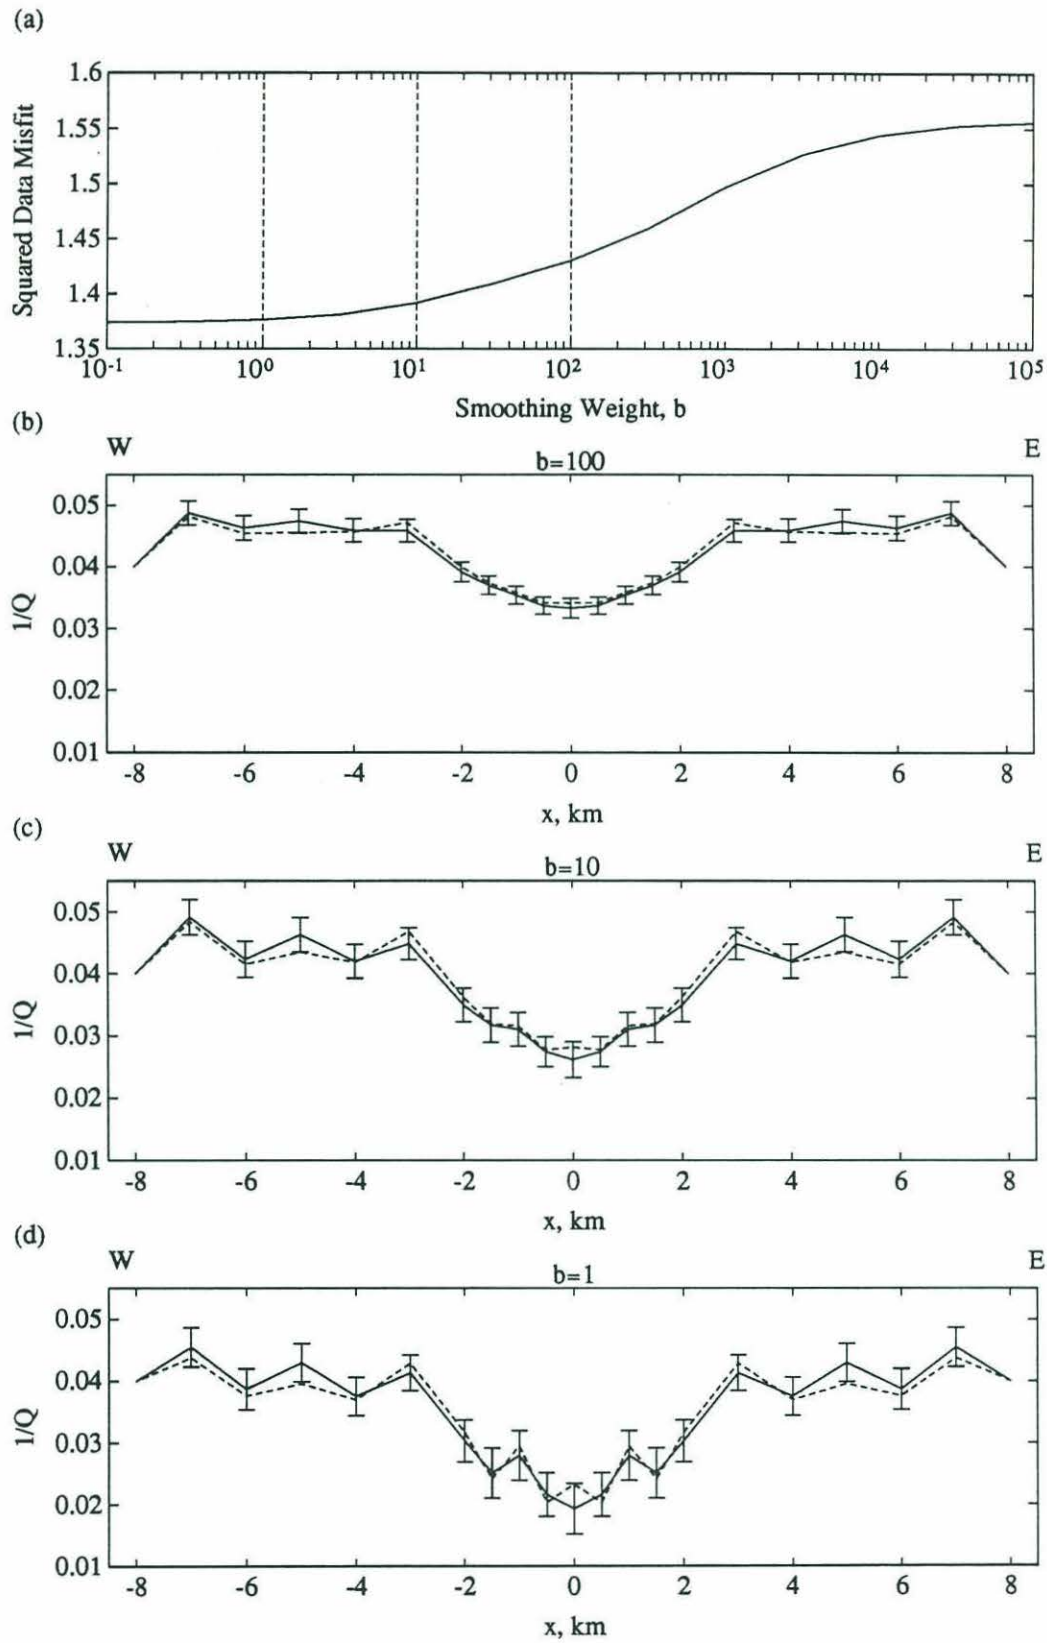 (a)
1.6
1.55
1.5
1.45
1.4
1.35
Squared Data Misfit
10-1 100 101 102 103 104 105
Smoothing Weight, b
(b)
W E
b=100
0.05
0.04
0.03
0.02
0.01
1/Q
-8 -6 -4 -2 0 2 4 6 8
x, km
(c)
W E
b=10
0.05
0.04
0.03
0.02
0.01
1/Q
-8 -6 -4 -2 0 2 4 6 8
x, km
(d)
W E
b=1
0.05
0.04
0.03
0.02
0.01
1/Q
-8 -6 -4 -2 0 2 4 6 8
x, km